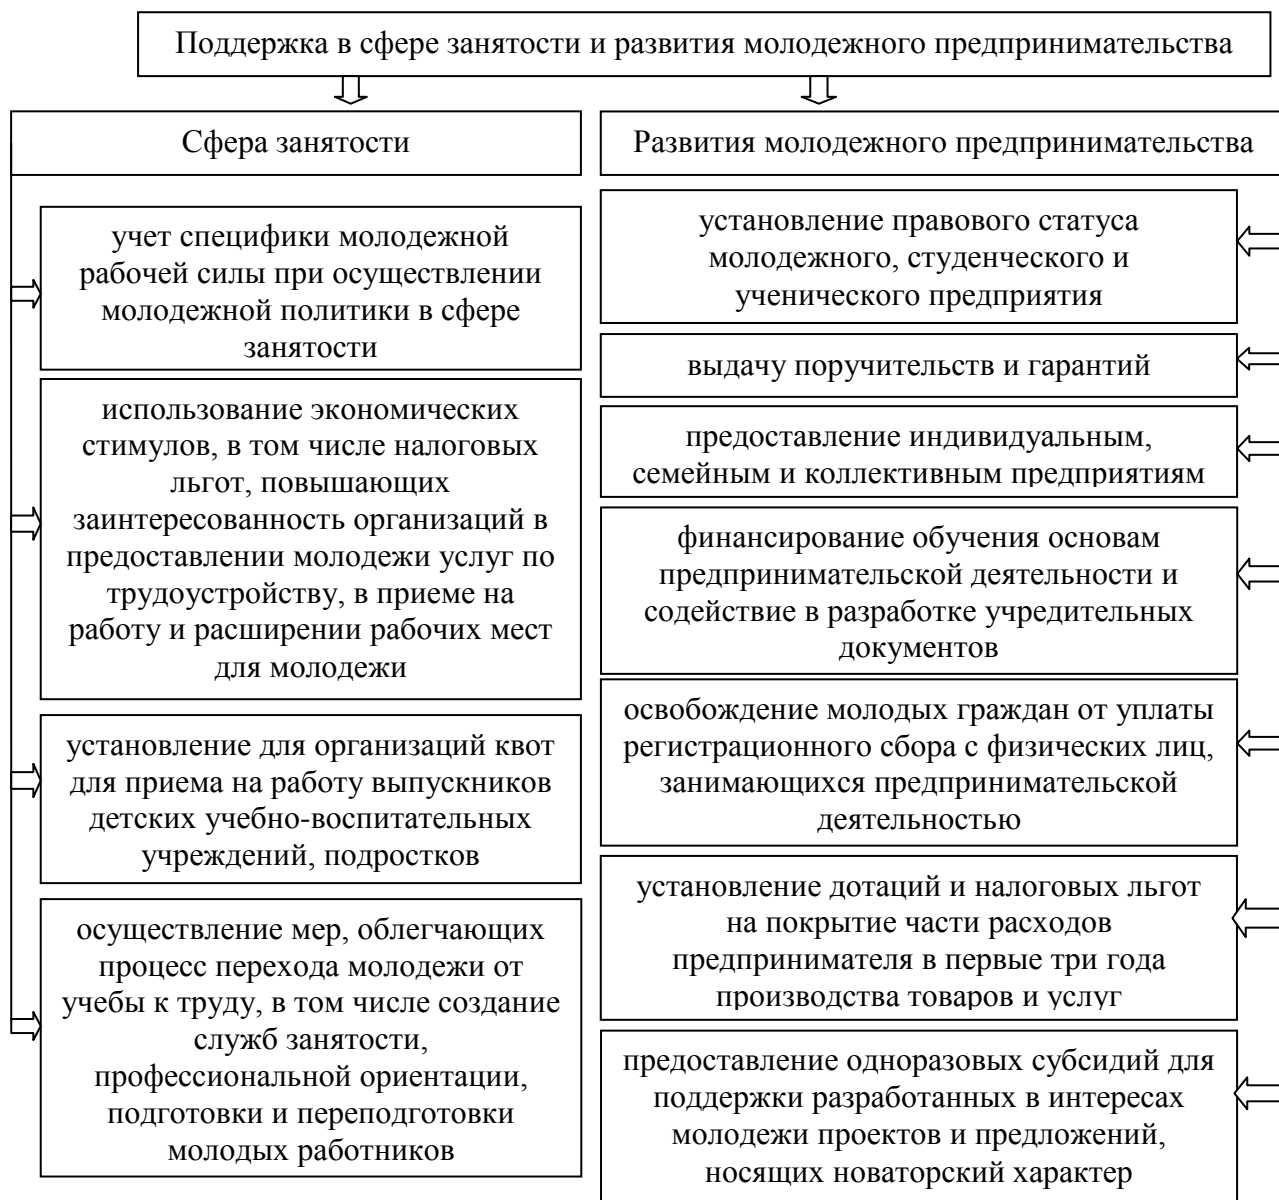 Поддержка в сфере занятости и развития молодежного предпринимательства
Сфера занятости
учет специфики молодежной
рабочей силы при осуществлении
молодежной политики в сфере
занятости
использование экономических
стимулов, в том числе налоговых
льгот, повышающих
заинтересованность организаций в
предоставлении молодежи услуг по
трудоустройству, в приеме на
работу и расширении рабочих мест
для молодежи
установление для организаций квот
для приема на работу выпускников
детских учебно-воспитательных
учреждений, подростков
осуществление мер, облегчающих
процесс перехода молодежи от
учебы к труду, в том числе создание
служб занятости,
профессиональной ориентации,
подготовки и переподготовки
молодых работников
Развития молодежного предпринимательства
установление правового статуса
молодежного, студенческого и
ученического предприятия
выдачу поручительств и гарантий
предоставление индивидуальным,
семейным и коллективным предприятиям
финансирование обучения основам
предпринимательской деятельности и
содействие в разработке учредительных
документов
освобождение молодых граждан от уплаты
регистрационного сбора с физических лиц,
занимающихся предпринимательской
деятельностью
установление дотаций и налоговых льгот
на покрытие части расходов
предпринимателя в первые три года
производства товаров и услуг
предоставление одноразовых субсидий для
поддержки разработанных в интересах
молодежи проектов и предложений,
носящих новаторский характер